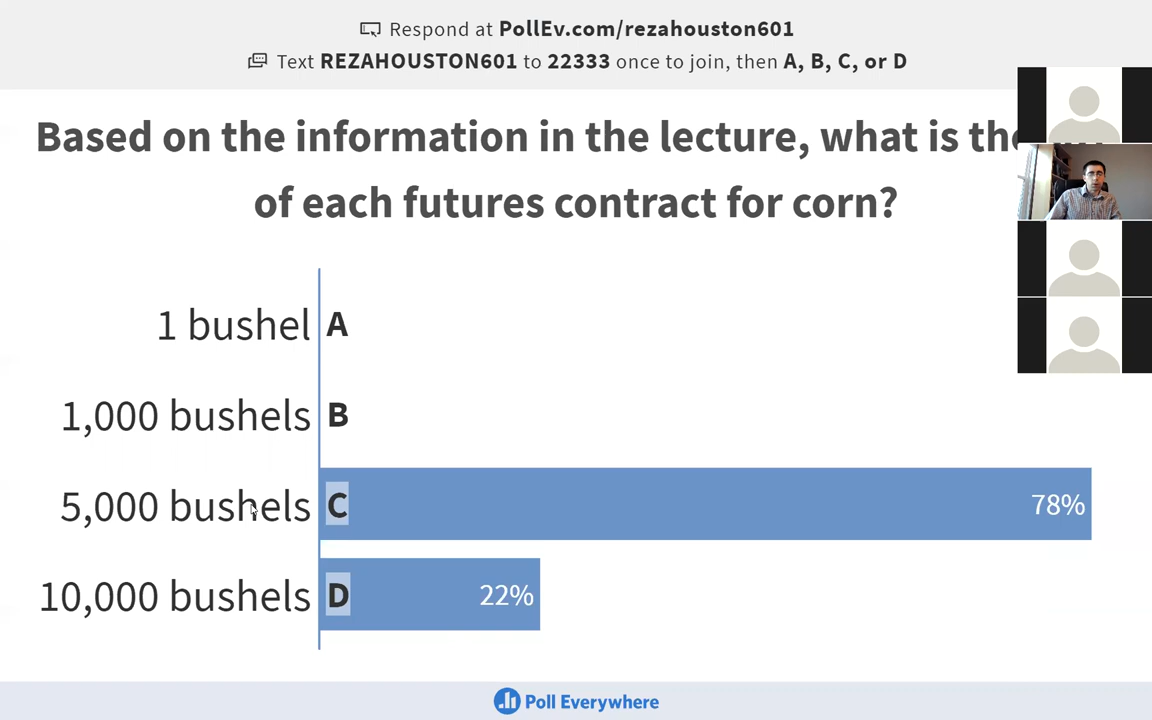 Respond at PollEv.com/rezahouston601
Text REZAHOUSTON601 to 22333 once to join, then A, B, C, or D
Based on the information in the lecture, what is the
of each futures contract for corn?
1 bushel A
1,000 bushels B
5,000 bushels C 78%
10,000 bushels D 22%
Poll Everywhere